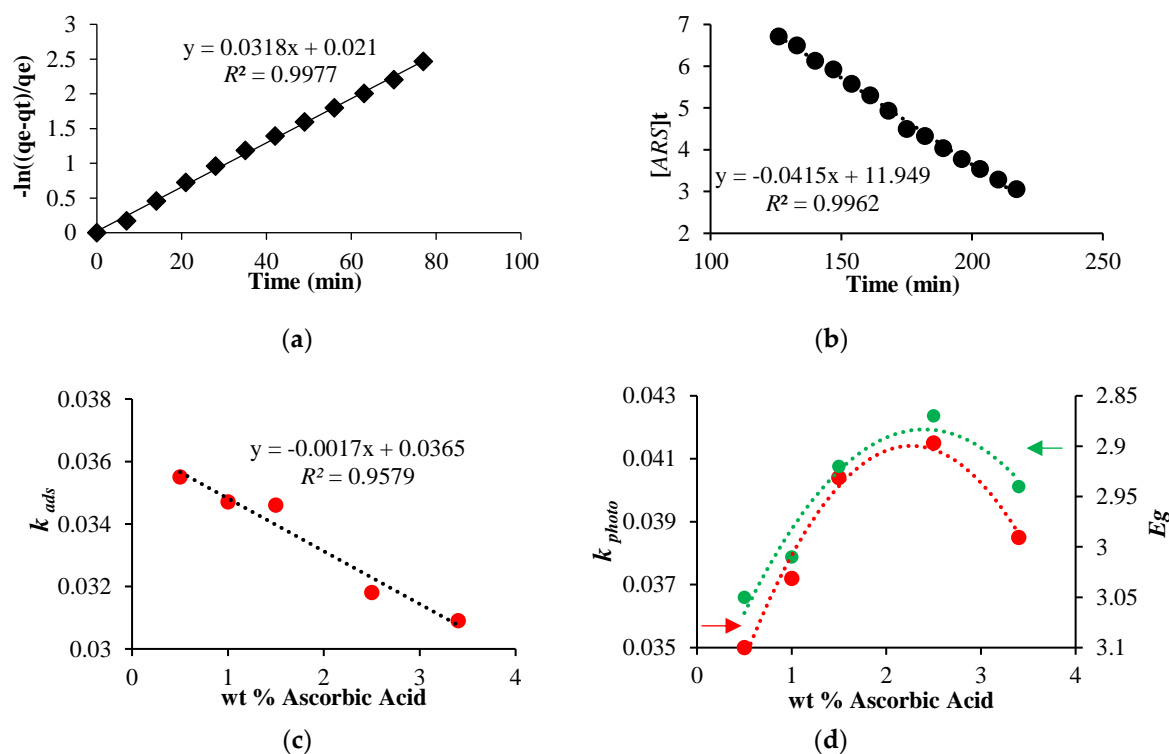 3
2.5
2
1.5
1
0.5
0
-ln((qe-qt)/qe)
y = 0.0318x + 0.021
R² = 0.9977
0 20 40 60 80 100
Time (min)
(a)
7
6
5
4
3
2
[ARS]t
y = -0.0415x + 11.949
R² = 0.9962
100 150 200 250
Time (min)
(b)
0.038
0.036
0.034
0.032
0.03
k ads
y = -0.0017x + 0.0365
R² = 0.9579
0 1 2 3 4
wt % Ascorbic Acid
(c)
0.043
0.041
0.039
0.037
0.035
k photo
2.85
2.9
2.95
3
3.05
3.1
Eg
0 1 2 3 4
wt % Ascorbic Acid
(d)